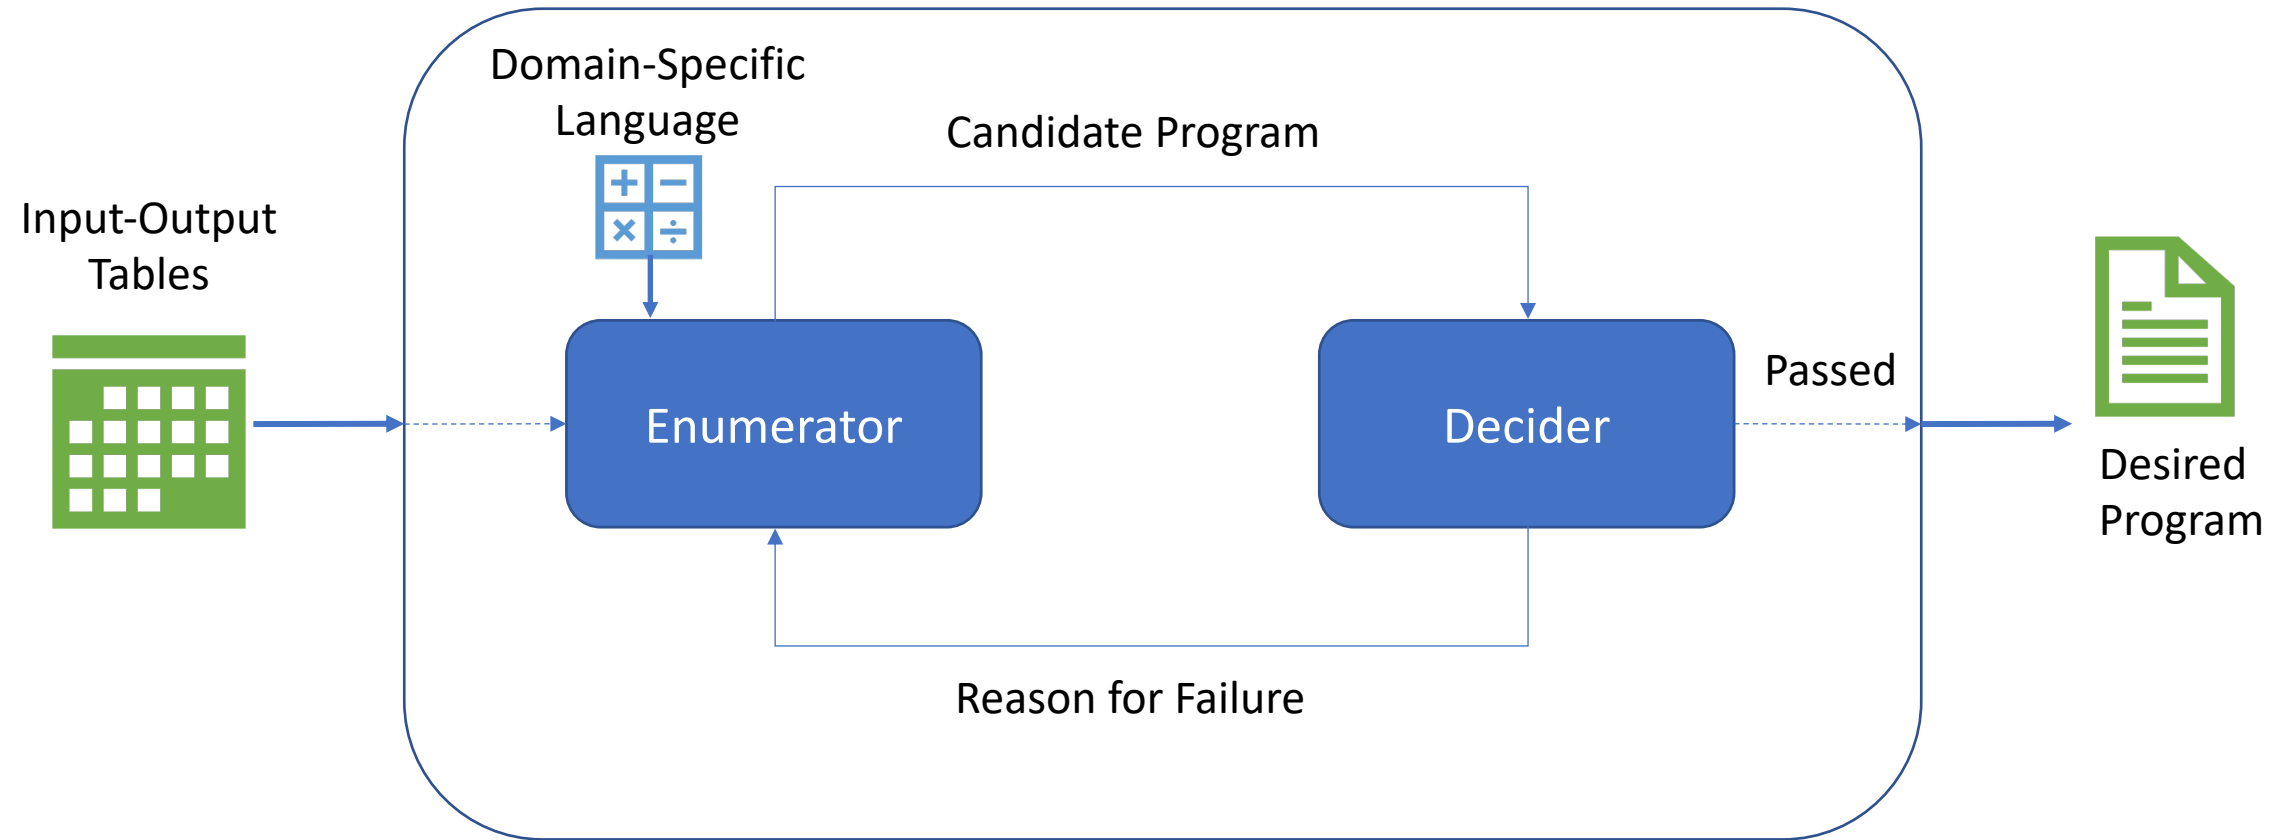 Domain-Specific
Language
Candidate Program
Input-Output
Tables
Enumerator
Decider
Passed
Desired
Program
Reason for Failure